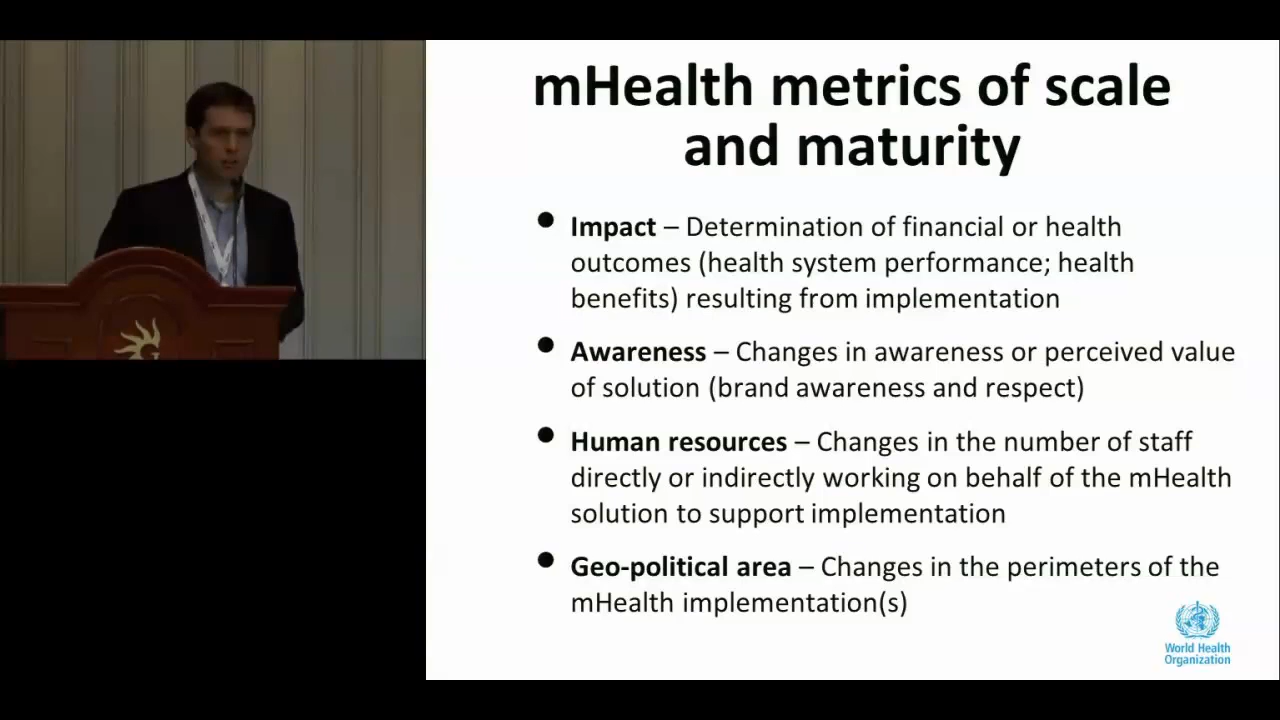 mHealth metrics of scale
and maturity
• Impact – Determination of financial or health
outcomes (health system performance; health
benefits) resulting from implementation
• Awareness – Changes in awareness or perceived value
of solution (brand awareness and respect)
• Human resources – Changes in the number of staff
directly or indirectly working on behalf of the mHealth
solution to support implementation
• Geo-political area – Changes in the perimeters of the
mHealth implementation(s)
World Health
Organization